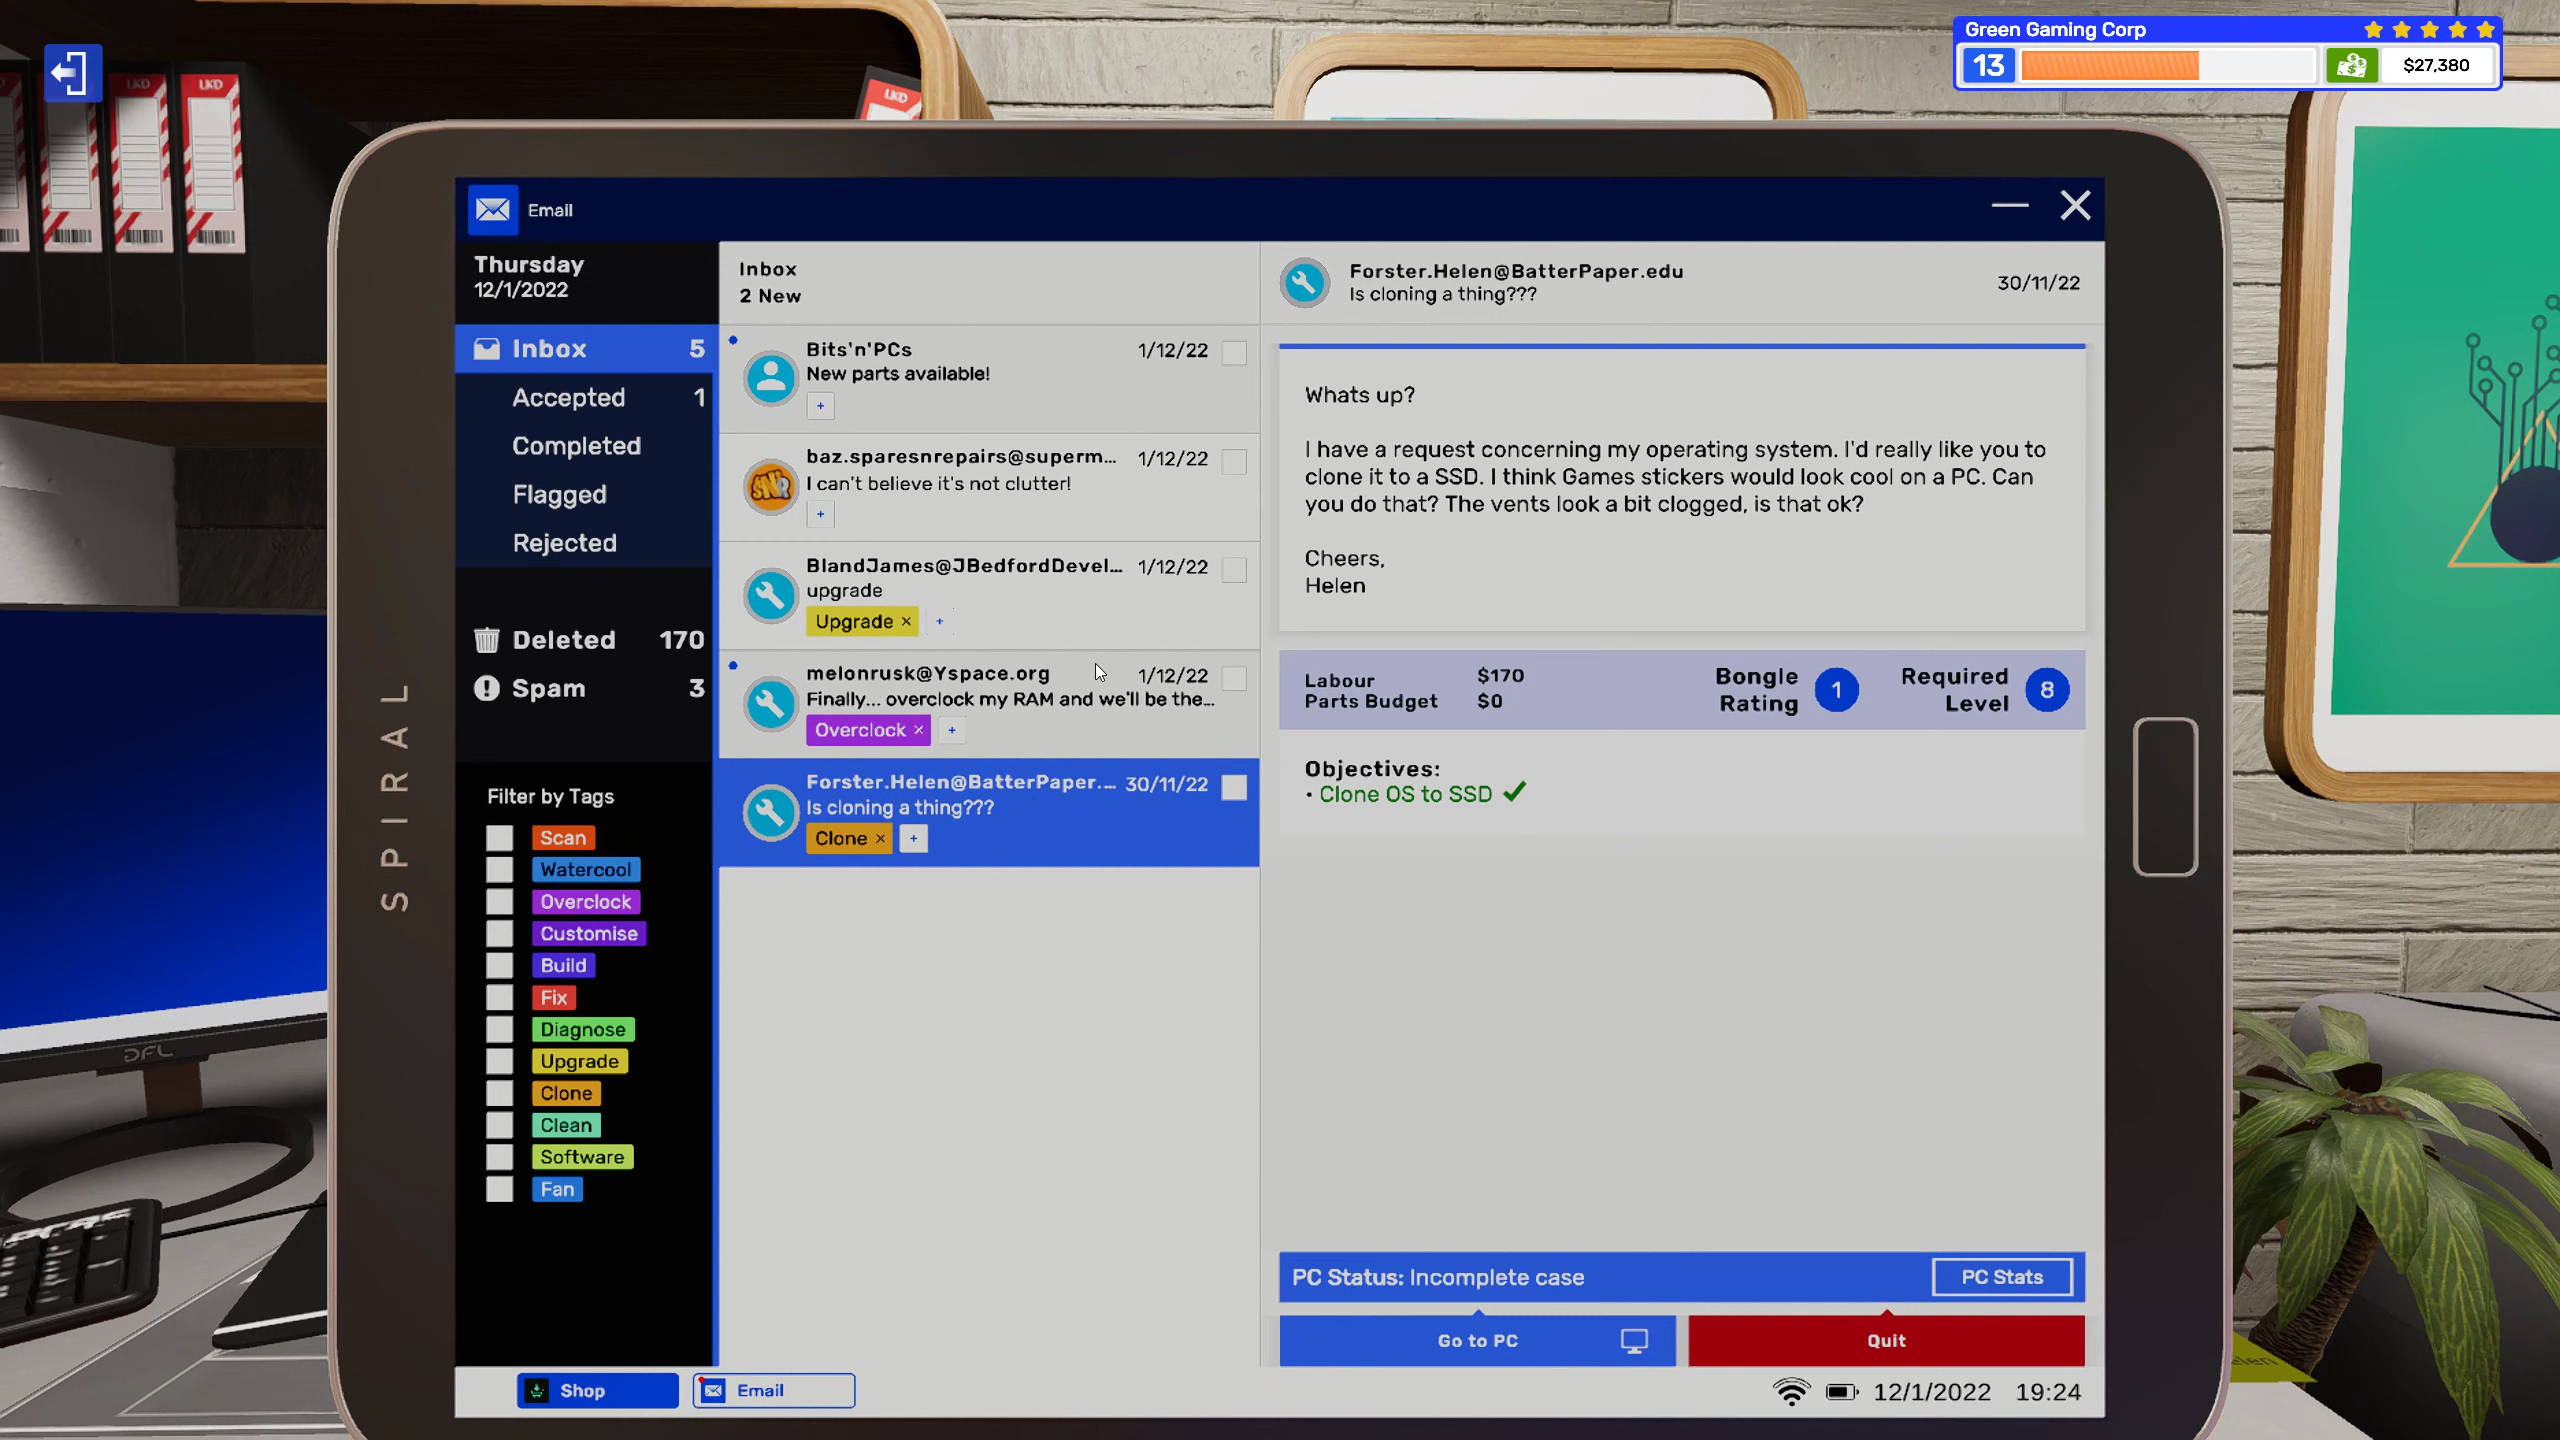 Green Gaming Corp
13
$27,380
LKD
LKD
LKD
Email
Thursday
12/1/2022
Inbox 5
Accepted 1
Completed
Flagged
Rejected
Deleted 170
Spam 3
Filter by Tags
Scan
Watercool
Overclock
Customise
Build
Fix
Diagnose
Upgrade
Clone
Clean
Software
Fan
Inbox
2 New
Bits'n'PCs 1/12/22
New parts available!
+
SNR
baz.sparesnrepairs@superm... 1/12/22
I can't believe it's not clutter!
+
BlandJames@JBedfordDevel... 1/12/22
upgrade
Upgrade × +
melonrusk@Yspace.org 1/12/22
Finally... overclock my RAM and we'll be the...
Overclock × +
Forster.Helen@BatterPaper.... 30/11/22
Is cloning a thing???
Clone × +
Forster.Helen@BatterPaper.edu
Is cloning a thing???
30/11/22
Whats up?
I have a request concerning my operating system. I'd really like you to
clone it to a SSD. I think Games stickers would look cool on a PC. Can
you do that? The vents look a bit clogged, is that ok?
Cheers,
Helen
Labour $170
Parts Budget $0
Bongle
Rating 1
Required
Level 8
Objectives:
• Clone OS to SSD
PC Status: Incomplete case
PC Stats
Go to PC
Quit
Shop
Email
12/1/2022 19:24
SPIRAL
DFL